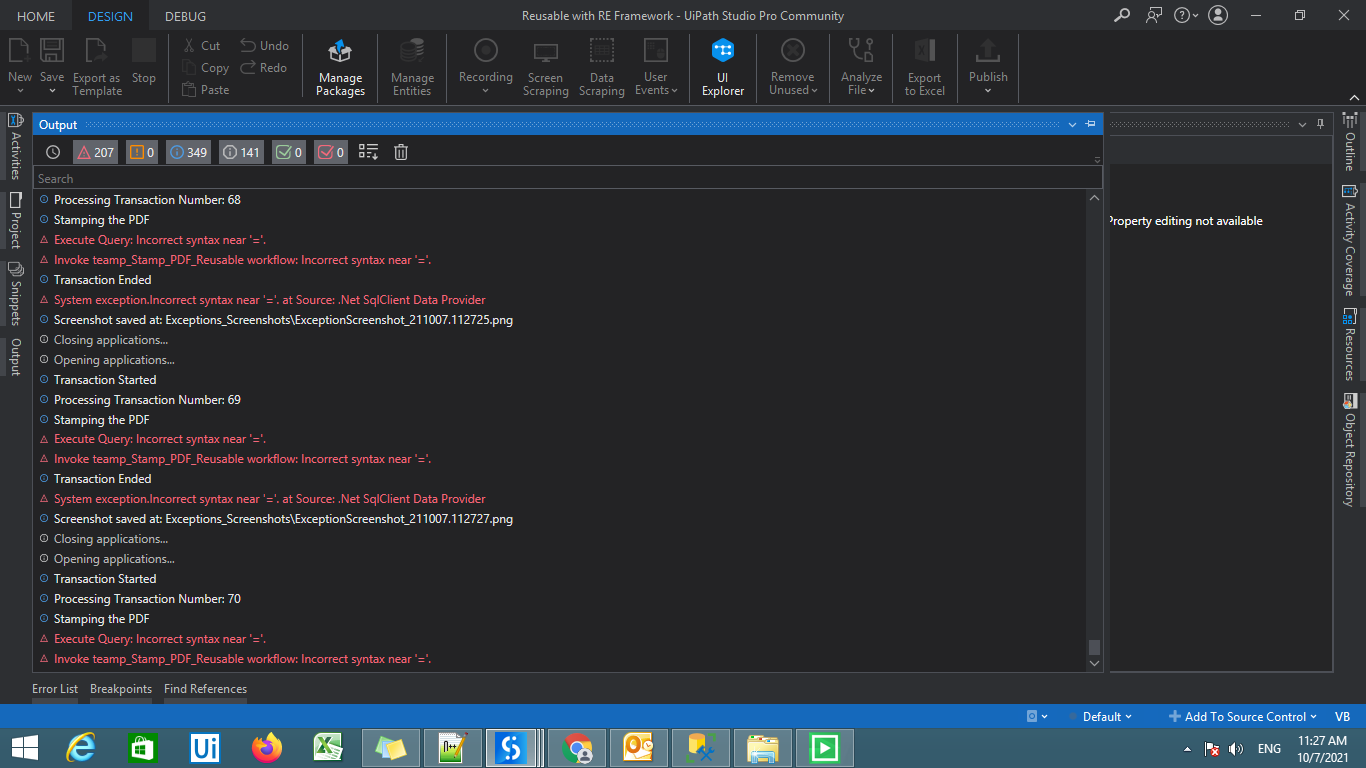 HOME DESIGN DEBUG Reusable with RE Framework - UiPath Studio Pro Community
New Save Export as Template Stop
Cut Undo
Copy Redo
Paste
Manage Packages
Manage Entities
Recording
Screen Scraping
Data Scraping
User Events
UI Explorer
Remove Unused
Analyze File
Export to Excel
Publish
Activities
Project
Snippets
Output
Output
207 0 349 141 0 0
Search
Processing Transaction Number: 68
Stamping the PDF
Execute Query: Incorrect syntax near '='.
Invoke teamp_Stamp_PDF_Reusable workflow: Incorrect syntax near '='.
Transaction Ended
System exception.Incorrect syntax near '='. at Source: .Net SqlClient Data Provider
Screenshot saved at: Exceptions_Screenshots\ExceptionScreenshot_211007.112725.png
Closing applications...
Opening applications...
Transaction Started
Processing Transaction Number: 69
Stamping the PDF
Execute Query: Incorrect syntax near '='.
Invoke teamp_Stamp_PDF_Reusable workflow: Incorrect syntax near '='.
Transaction Ended
System exception.Incorrect syntax near '='. at Source: .Net SqlClient Data Provider
Screenshot saved at: Exceptions_Screenshots\ExceptionScreenshot_211007.112727.png
Closing applications...
Opening applications...
Transaction Started
Processing Transaction Number: 70
Stamping the PDF
Execute Query: Incorrect syntax near '='.
Invoke teamp_Stamp_PDF_Reusable workflow: Incorrect syntax near '='.
Property editing not available
Outline
Activity Coverage
Resources
Object Repository
Error List Breakpoints Find References
Default Add To Source Control VB
Ui
n++
ENG
11:27 AM
10/7/2021